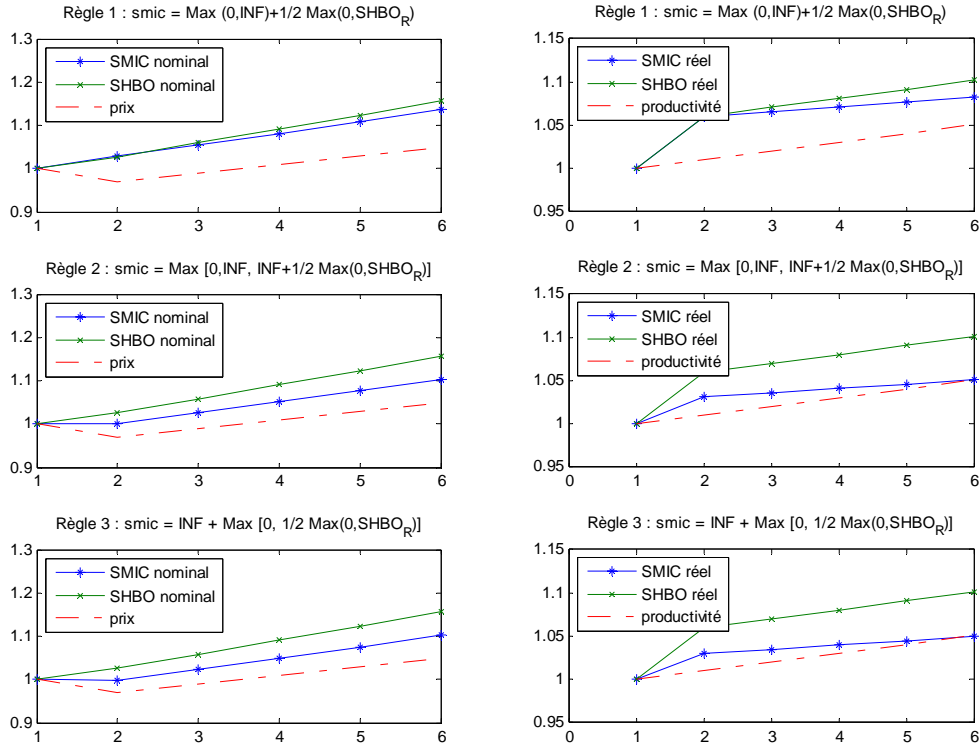 Règle 1 : smic = Max (0,INF)+1/2 Max(0,SHBO_R)
1.3
1.2
1.1
1
0.9
SMIC nominal
SHBO nominal
prix
1 2 3 4 5 6
Règle 1 : smic = Max (0,INF)+1/2 Max(0,SHBO_R)
1.15
1.1
1.05
1
0.95
SMIC réel
SHBO réel
productivité
0 1 2 3 4 5 6
Règle 2 : smic = Max [0,INF, INF+1/2 Max(0,SHBO_R)]
1.3
1.2
1.1
1
0.9
SMIC nominal
SHBO nominal
prix
1 2 3 4 5 6
Règle 2 : smic = Max [0,INF, INF+1/2 Max(0,SHBO_R)]
1.15
1.1
1.05
1
0.95
SMIC réel
SHBO réel
productivité
0 1 2 3 4 5 6
Règle 3 : smic = INF + Max [0, 1/2 Max(0,SHBO_R)]
1.3
1.2
1.1
1
0.9
SMIC nominal
SHBO nominal
prix
1 2 3 4 5 6
Règle 3 : smic = INF + Max [0, 1/2 Max(0,SHBO_R)]
1.15
1.1
1.05
1
0.95
SMIC réel
SHBO réel
productivité
0 1 2 3 4 5 6